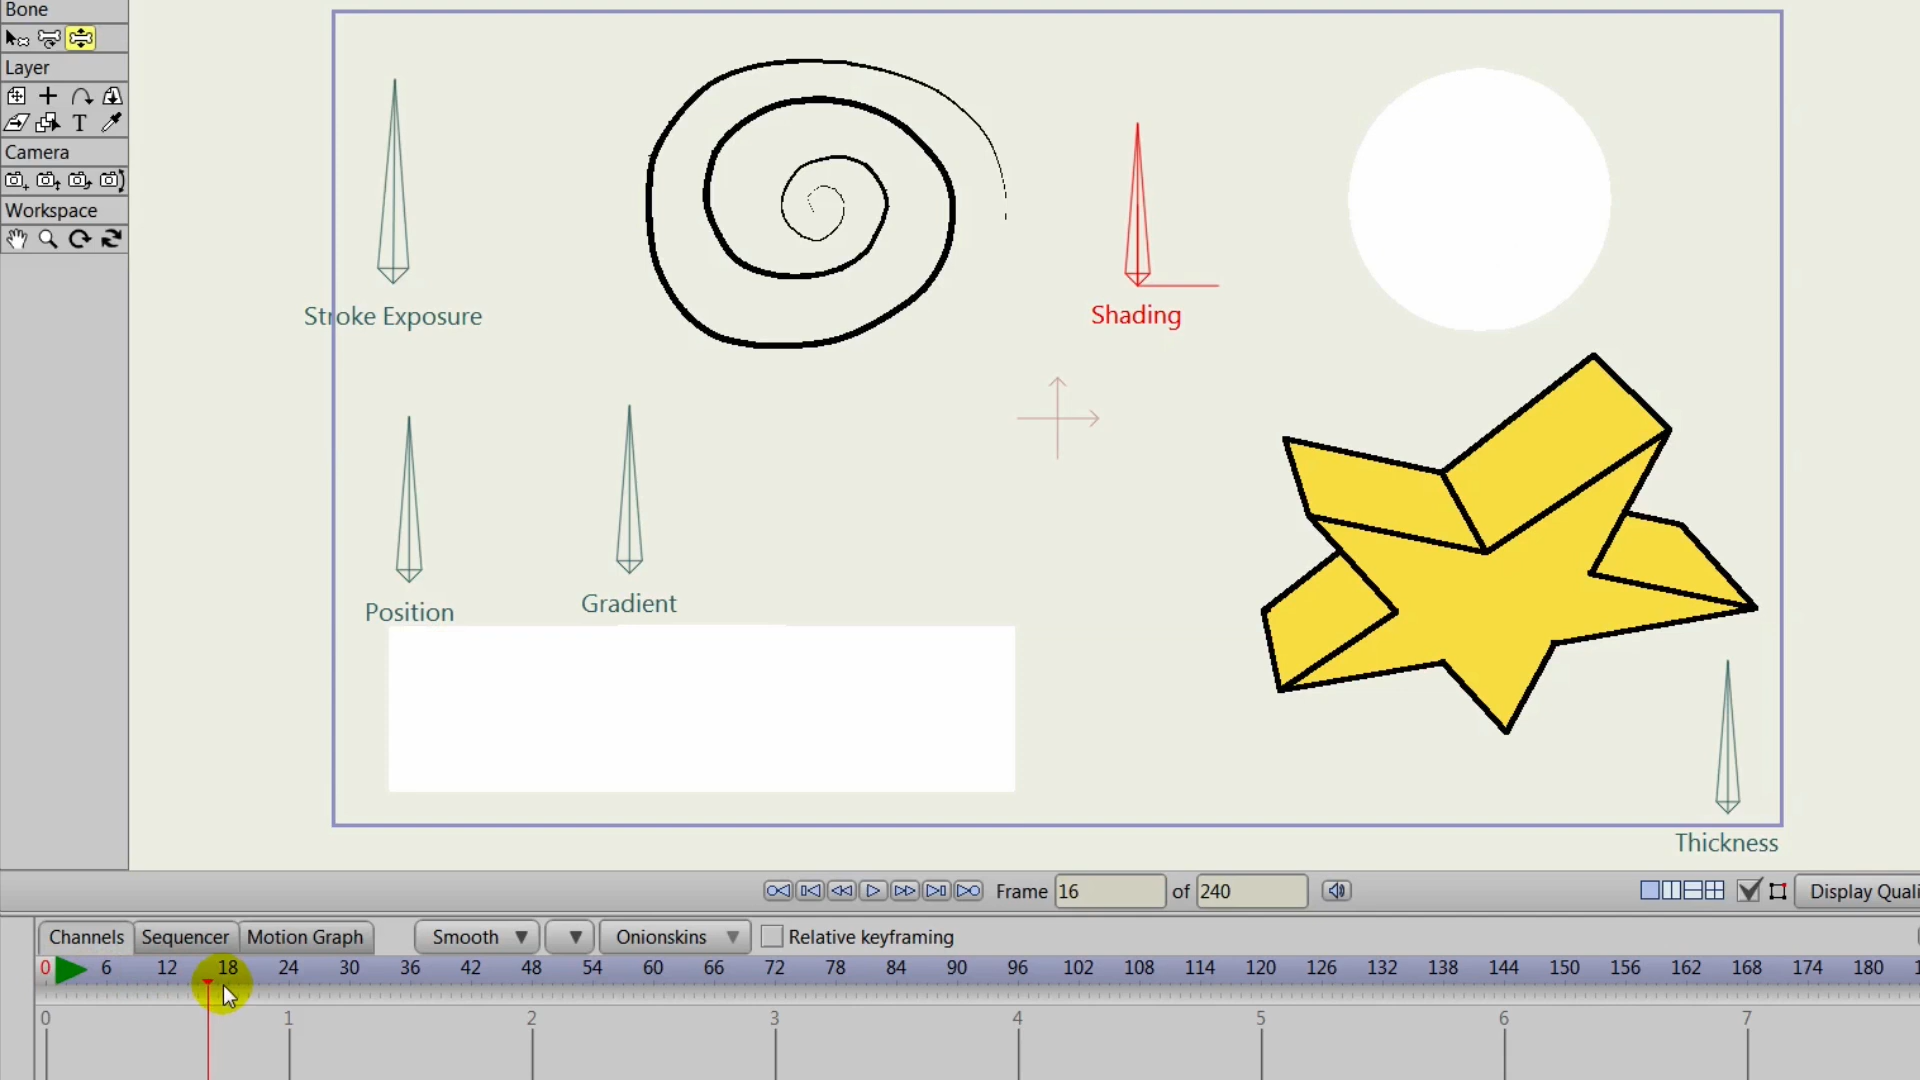 Bone
Layer
T
Camera
Workspace
Stroke Exposure
Shading
Position
Gradient
Thickness
Frame 16 of 240
Display Quali
Channels Sequencer Motion Graph Smooth Onionskins Relative keyframing
0 6 12 18 24 30 36 42 48 54 60 66 72 78 84 90 96 102 108 114 120 126 132 138 144 150 156 162 168 174 180 1
0 1 2 3 4 5 6 7